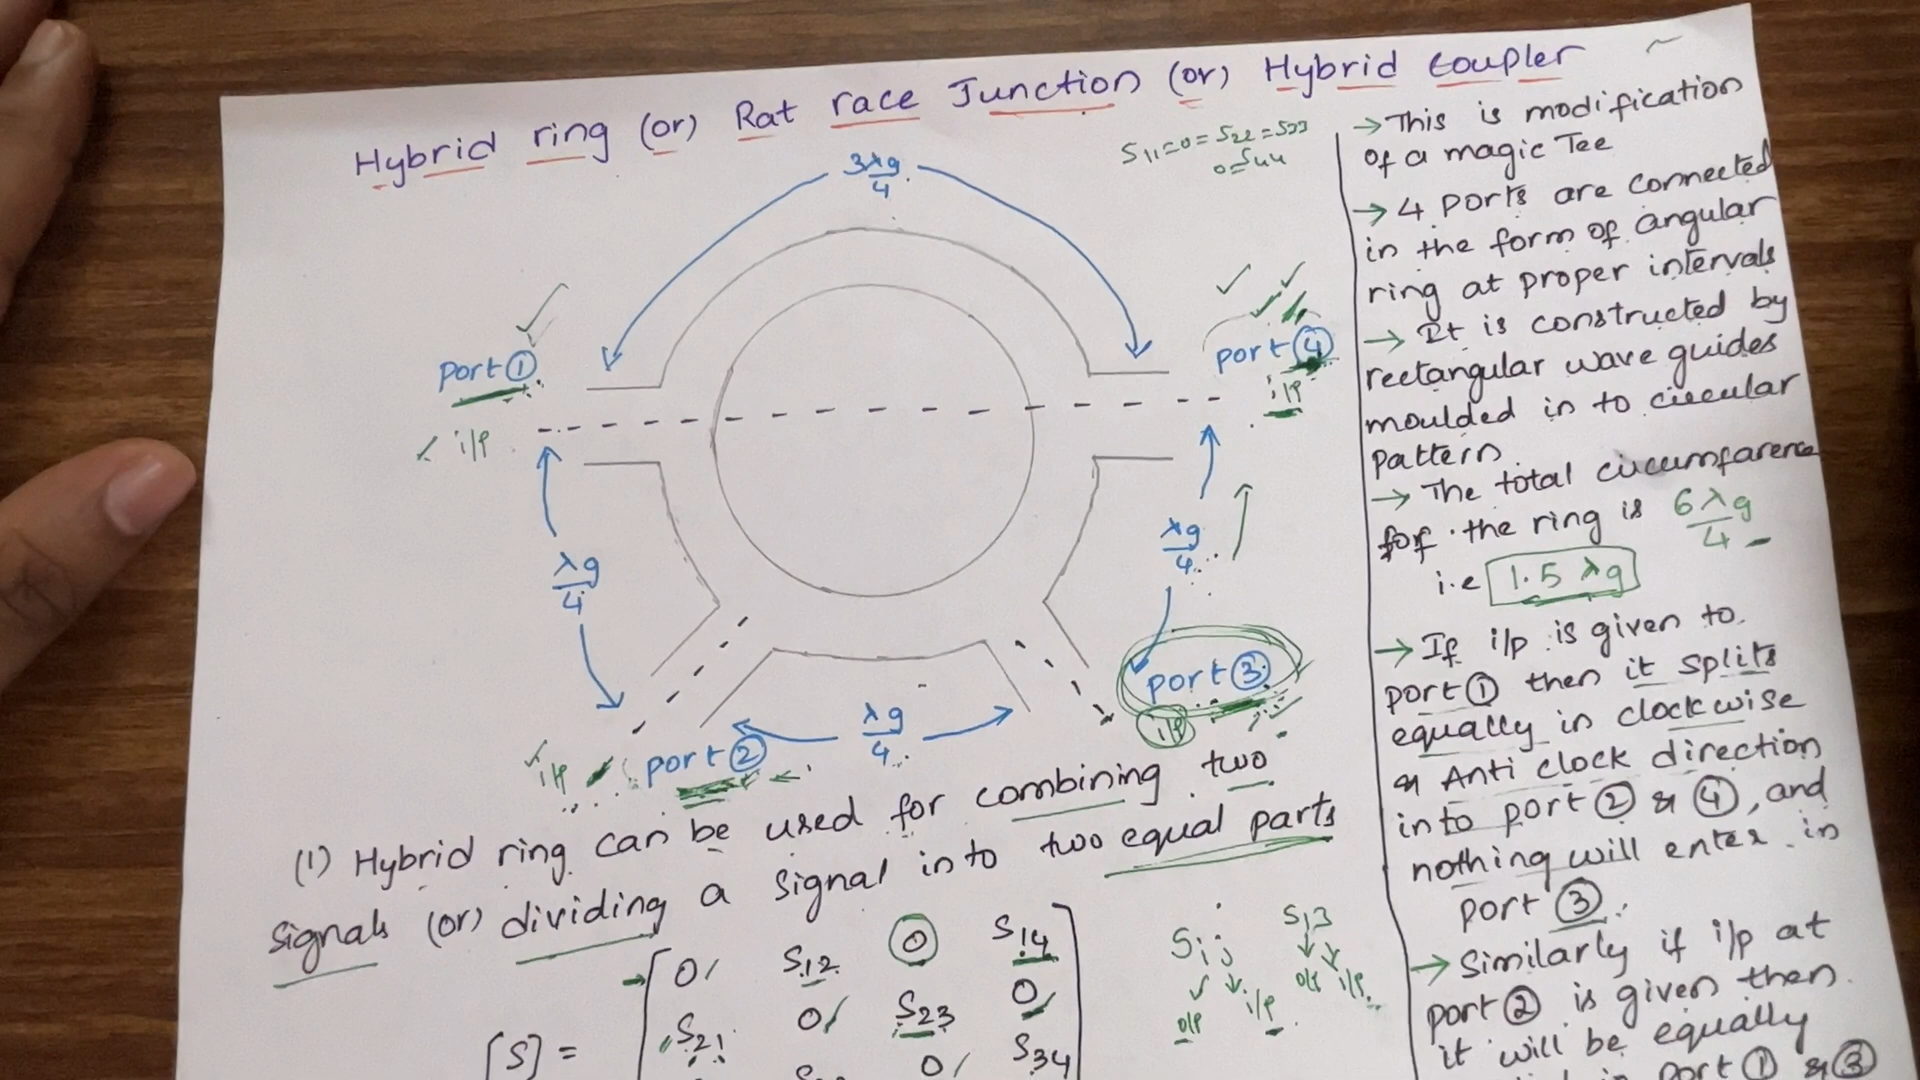 Hybrid ring (or) Rat race Junction (or) Hybrid coupler
S11=0=S22=S33
0=S44
3λg
4
port ①
i/p
port ④
i/p
λg
4
λg
4
port ③
i/p
λg
4
i/p
port ②
(1) Hybrid ring can be used for combining two
signals (or) dividing a signal into two equal parts
[S] =
0 S12 0 S14
S21 0 S23 0
0 S34
Sij
o/p i/p
S13
o/p i/p
→ This is modification
of a magic Tee
→ 4 ports are connected
in the form of angular
ring at proper intervals
→ It is constructed by
rectangular wave guides
moulded in to circular
pattern
→ The total circumfarence
for the ring is 6λg
4
i.e 1.5 λg
→ If i/p is given to
port ① then it splits
equally in clockwise
& Anti clock direction
into port ② & ④, and
nothing will enter in
port ③.
→ Similarly if i/p at
port ② is given then
it will be equally
port ① & ③